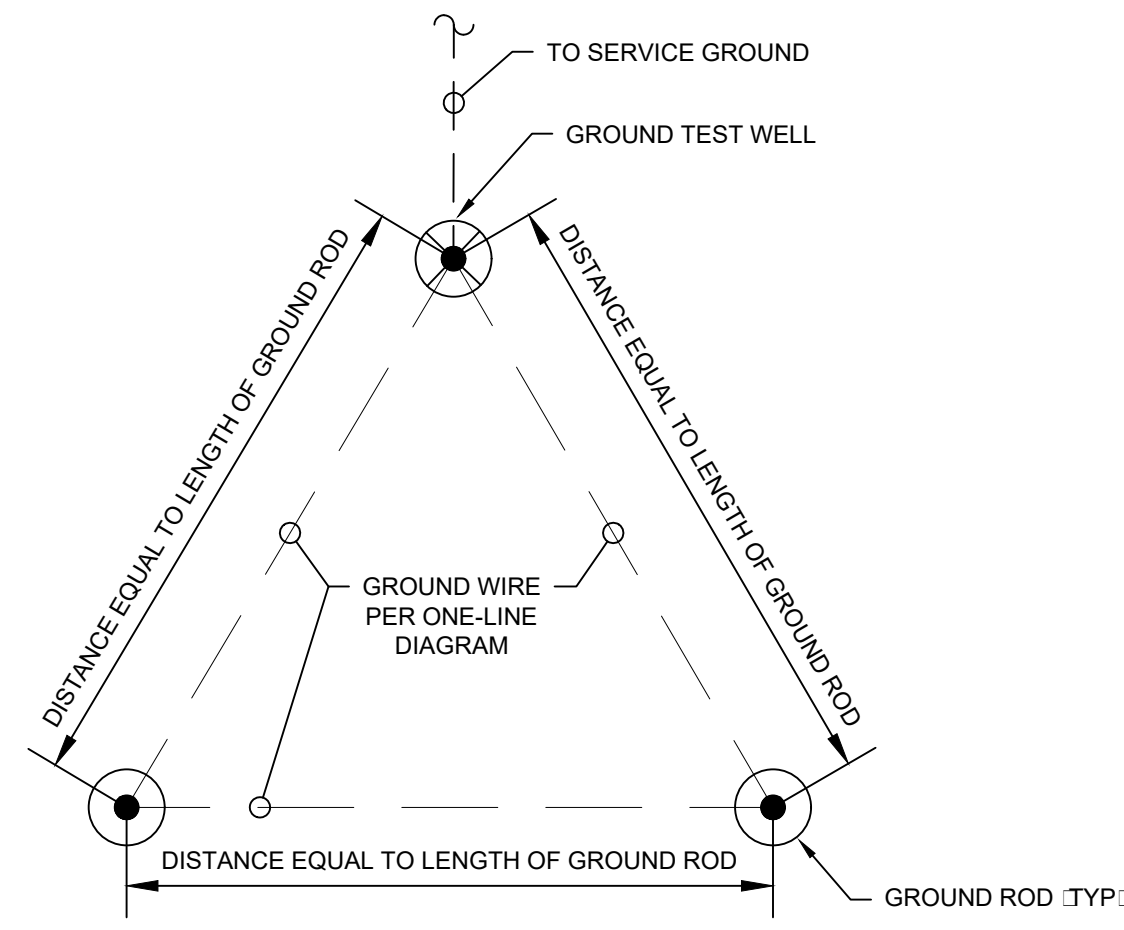 TO SERVICE GROUND
GROUND TEST WELL
DISTANCE EQUAL TO LENGTH OF GROUND ROD
DISTANCE EQUAL TO LENGTH OF GROUND ROD
GROUND WIRE
PER ONE-LINE
DIAGRAM
DISTANCE EQUAL TO LENGTH OF GROUND ROD
GROUND ROD □TYP□